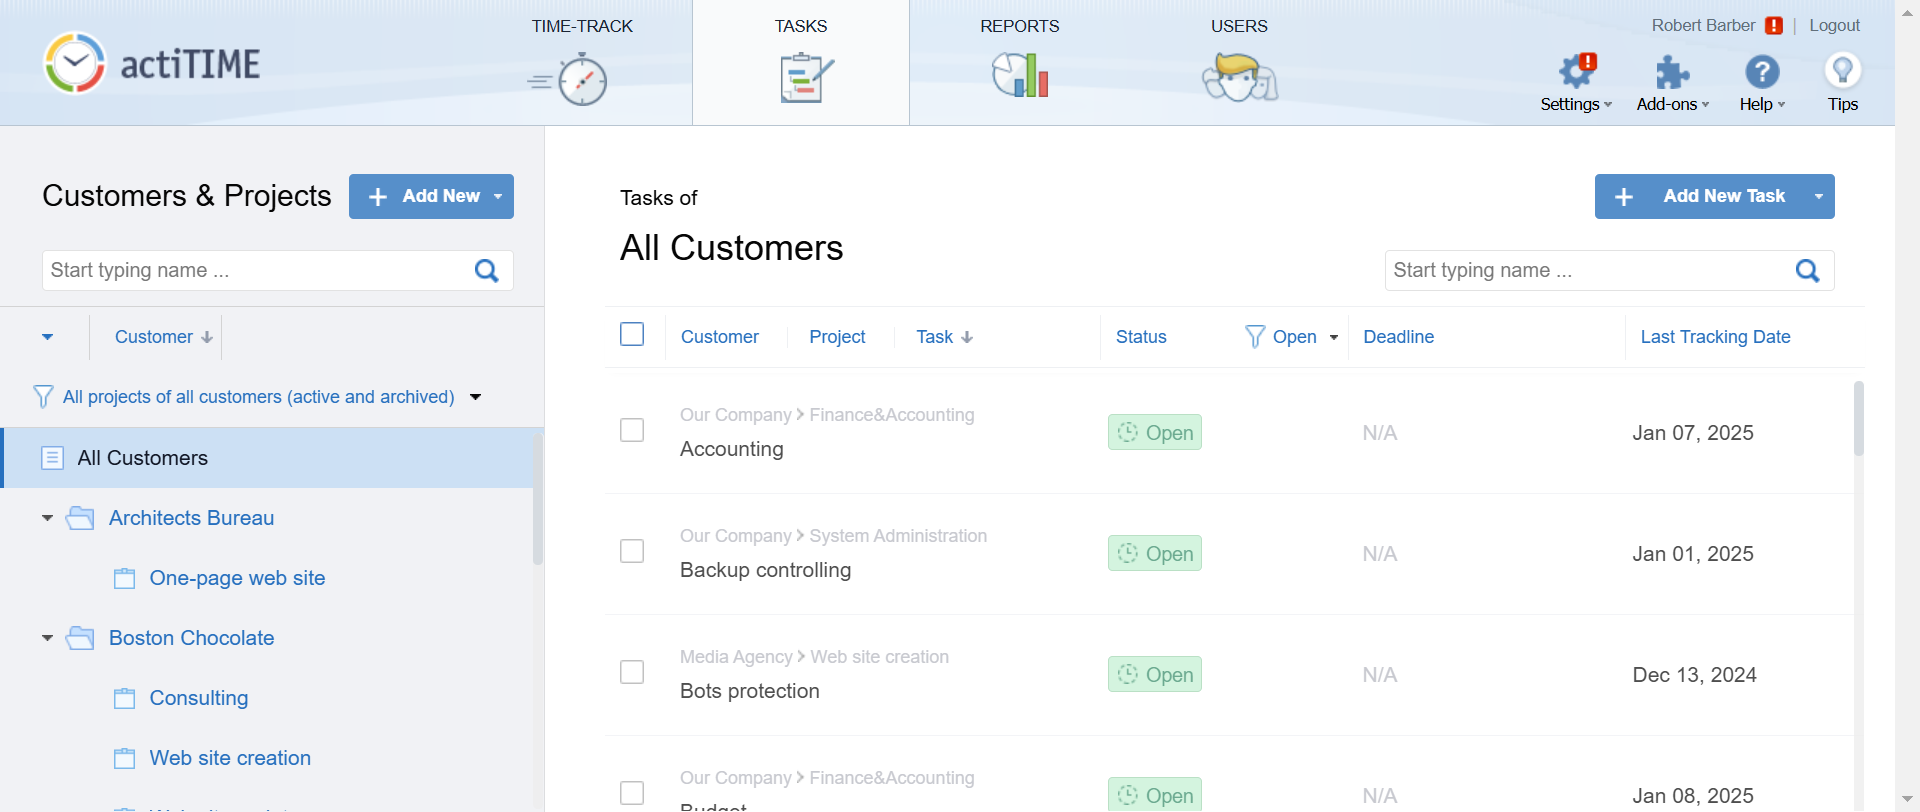 actiTIME
TIME-TRACK
TASKS
REPORTS
USERS
Robert Barber ! | Logout
Settings
Add-ons
Help
Tips
Customers & Projects
Add New
Start typing name ...
Customer
All projects of all customers (active and archived)
All Customers
Architects Bureau
One-page web site
Boston Chocolate
Consulting
Web site creation
Tasks of
All Customers
Add New Task
Start typing name ...
Customer Project Task Status Open Deadline Last Tracking Date
Our Company > Finance&Accounting
Accounting
Open N/A Jan 07, 2025
Our Company > System Administration
Backup controlling
Open N/A Jan 01, 2025
Media Agency > Web site creation
Bots protection
Open N/A Dec 13, 2024
Our Company > Finance&Accounting
Budget
Open N/A Jan 08, 2025